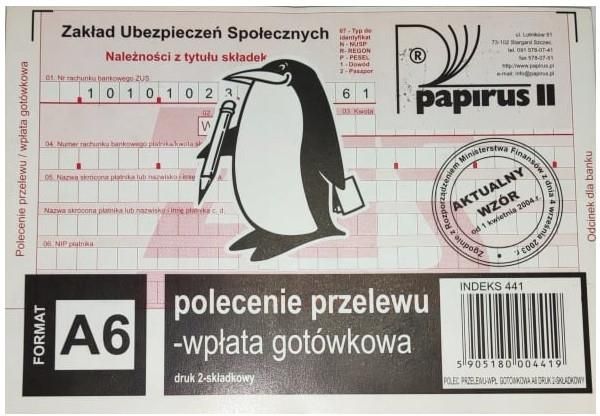 Zakład Ubezpieczeń Społecznych
Należności z tytułu składek
07 - Typ de
identyfikat
N - NUSP
R - REGON
P - PESEL
1 - Dowód
2 - Paszpor
®
papirus II
ul. Lutników 51
73-102 Stargard Szczec.
tel. 091 578-07-41
fax 578-07-51
http://www.papirus.pl
e-mail: info@papirus.pl
01. Nr rachunku bankowego ZUS
1 0 1 0 1 0 2 3 6 1
02
03. Kwota
W
04. Numer rachunku bankowego płatnika/kwota sł
05. Nazwa skrócona płatnika lub nazwisko i imię
Nazwa skrócona płatnika lub nazwisko i imię płatnika c. d.
06. NIP płatnika
Polecenie przelewu / wpłata gotówkowa
Odcinek dla banku
Zgodnie z Rozporządzeniem Ministerstwa Finansów z dnia 4 września 2003 r.
AKTUALNY
WZÓR
od 1 kwietnia 2004 r.
FORMAT
A6
polecenie przelewu
-wpłata gotówkowa
druk 2-składkowy
INDEKS 441
5 905180 004419
POLEC PRZELEWU-WPŁ GOTÓWKOWA A6 DRUK 2-SKŁADKOWY